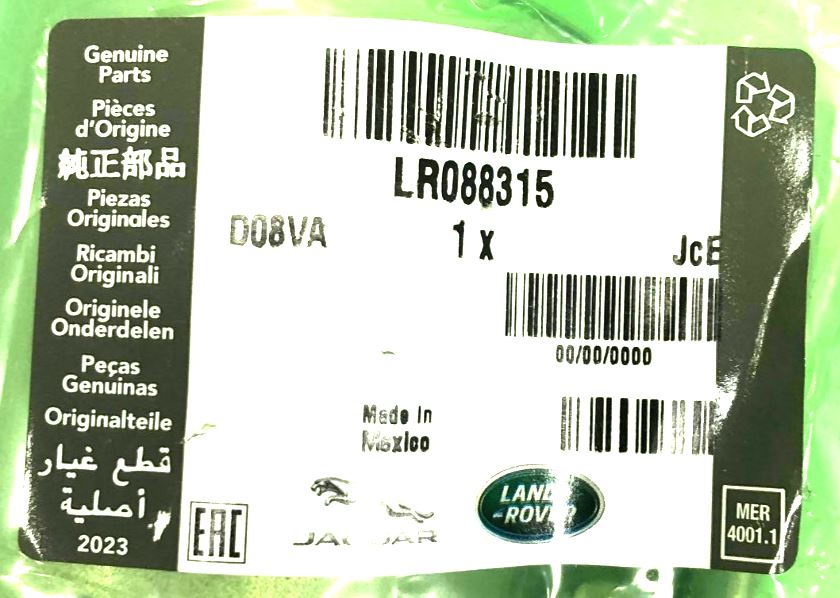 Genuine
Parts
Pièces
d'Origine
純正部品
Piezas
Originales
Ricambi
Originali
Originele
Onderdelen
Peças
Genuinas
Originalteile
قطع غيار
أصلية
2023
LR088315
D08VA
1 x
JcE
00/00/0000
Made In
Mexico
EAC
JAGUAR
LAND
-ROVER
MER
4001.1